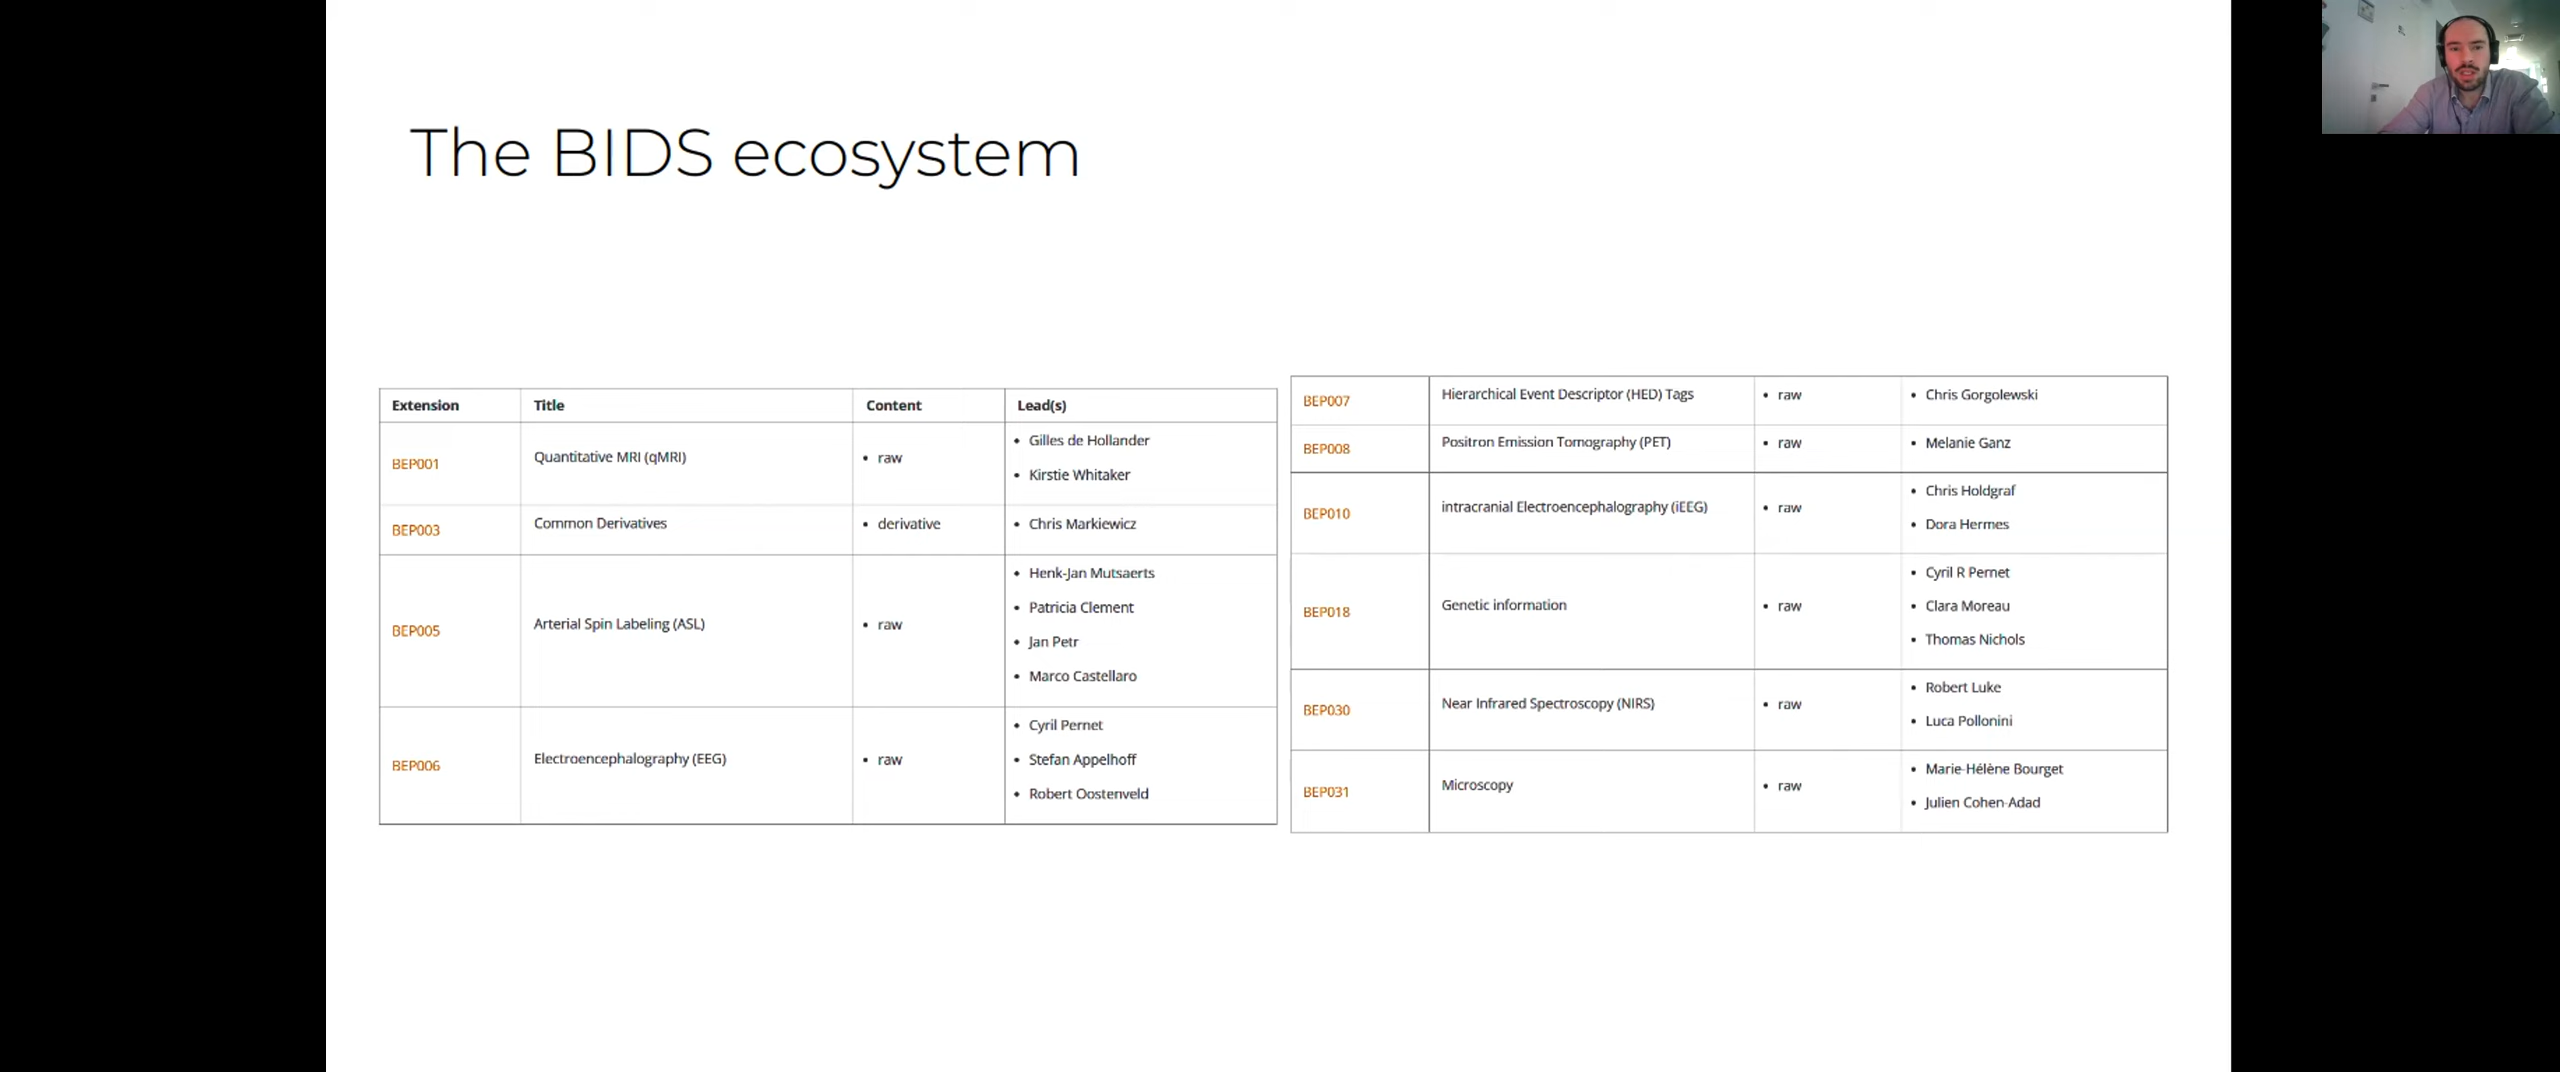 The BIDS ecosystem
Extension Title Content Lead(s)
BEP001 Quantitative MRI (qMRI) • raw • Gilles de Hollander
• Kirstie Whitaker
BEP003 Common Derivatives • derivative • Chris Markiewicz
BEP005 Arterial Spin Labeling (ASL) • raw • Henk-Jan Mutsaerts
• Patricia Clement
• Jan Petr
• Marco Castellaro
BEP006 Electroencephalography (EEG) • raw • Cyril Pernet
• Stefan Appelhoff
• Robert Oostenveld
BEP007 Hierarchical Event Descriptor (HED) Tags • raw • Chris Gorgolewski
BEP008 Positron Emission Tomography (PET) • raw • Melanie Ganz
BEP010 intracranial Electroencephalography (iEEG) • raw • Chris Holdgraf
• Dora Hermes
BEP018 Genetic information • raw • Cyril R Pernet
• Clara Moreau
• Thomas Nichols
BEP030 Near Infrared Spectroscopy (NIRS) • raw • Robert Luke
• Luca Pollonini
BEP031 Microscopy • raw • Marie-Hélène Bourget
• Julien Cohen-Adad